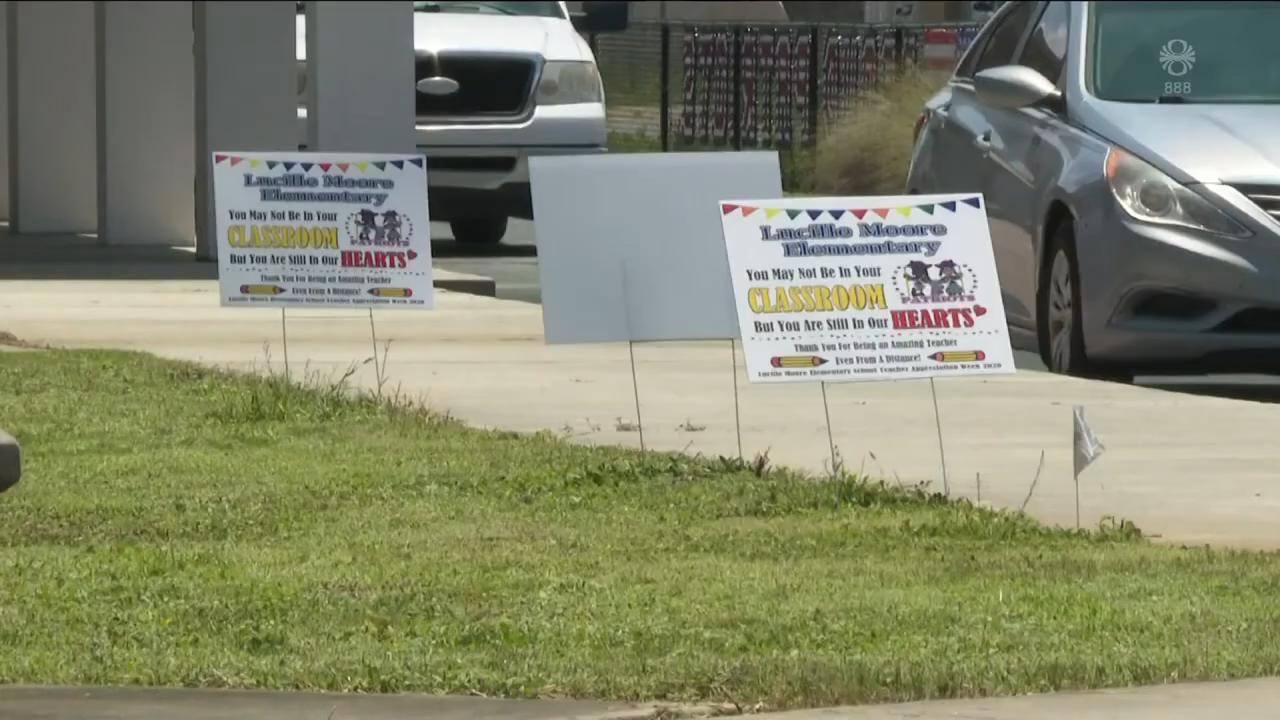 888
Lucille Moore
Elementary
You May Not Be In Your
CLASSROOM
PATRIOTS
But You Are Still In Our HEARTS
Thank You For Being an Amazing Teacher
Even From A Distance!
Lucille Moore Elementary School Teacher Appreciation Week 2020
Lucille Moore
Elementary
You May Not Be In Your
CLASSROOM
PATRIOTS
But You Are Still In Our HEARTS
Thank You For Being an Amazing Teacher
Even From A Distance!
Lucille Moore Elementary School Teacher Appreciation Week 2020